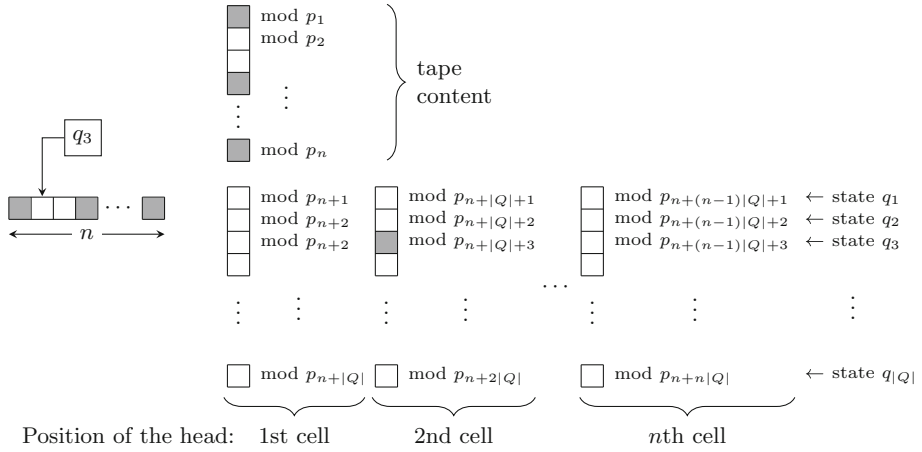 mod p₁
mod p₂
⋮
⋮
tape
content
mod pₙ
q₃
⋯
n
mod pₙ₊₁ mod pₙ₊|Q|₊₁ mod pₙ₊₍ₙ₋₁₎|Q|₊₁ ← state q₁
mod pₙ₊₂ mod pₙ₊|Q|₊₂ mod pₙ₊₍ₙ₋₁₎|Q|₊₂ ← state q₂
mod pₙ₊₂ mod pₙ₊|Q|₊₃ mod pₙ₊₍ₙ₋₁₎|Q|₊₃ ← state q₃
⋯
⋮ ⋮ ⋮ ⋮ ⋮ ⋮ ⋮
mod pₙ₊|Q| mod pₙ₊₂|Q| mod pₙ₊ₙ|Q| ← state q|Q|
Position of the head: 1st cell 2nd cell nth cell